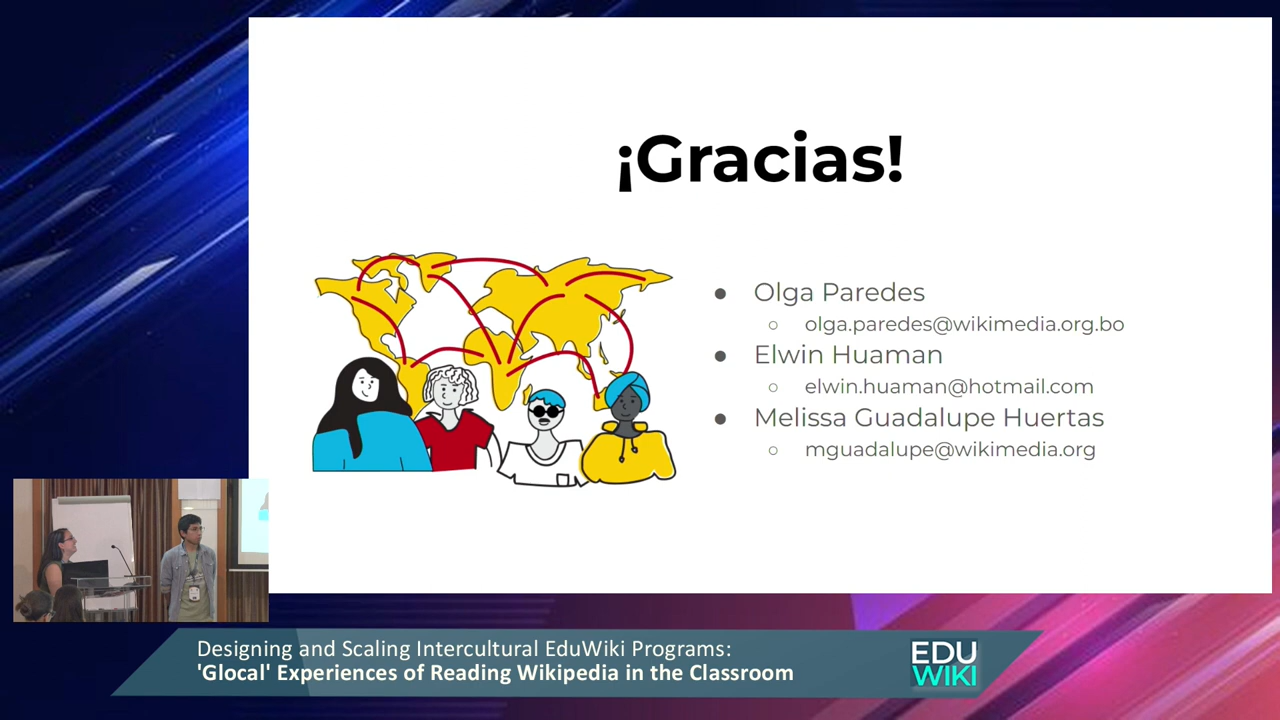 ¡Gracias!
● Olga Paredes
○ olga.paredes@wikimedia.org.bo
● Elwin Huaman
○ elwin.huaman@hotmail.com
● Melissa Guadalupe Huertas
○ mguadalupe@wikimedia.org
Designing and Scaling Intercultural EduWiki Programs:
'Glocal' Experiences of Reading Wikipedia in the Classroom
EDU
WIKI